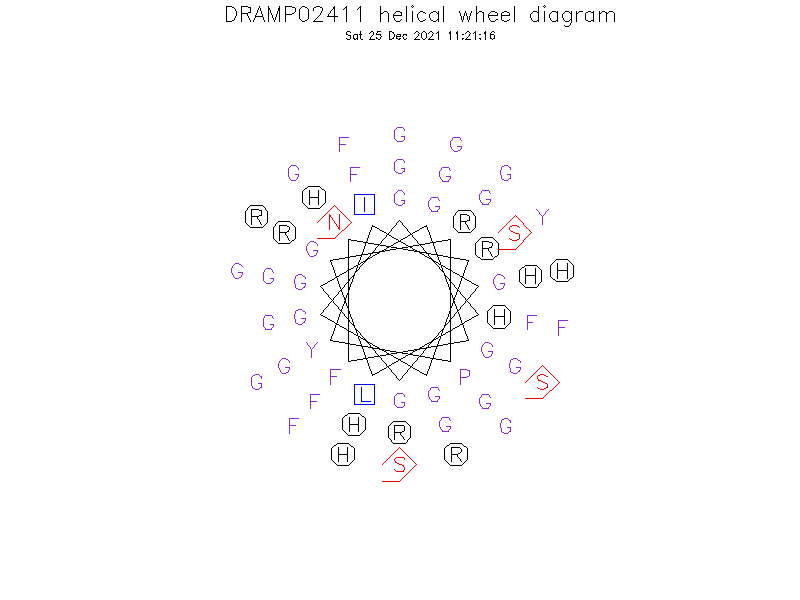 DRAMP02411 helical wheel diagram
Sat 25 Dec 2021 11:21:16
G
F G
G
G F G G
H G G
I G
R Y
N R
R S
G R
G H
G H
G G
G H
G F
F
Y G
G G
F P
G S
L G
F G G
F H G G
R
H R
S